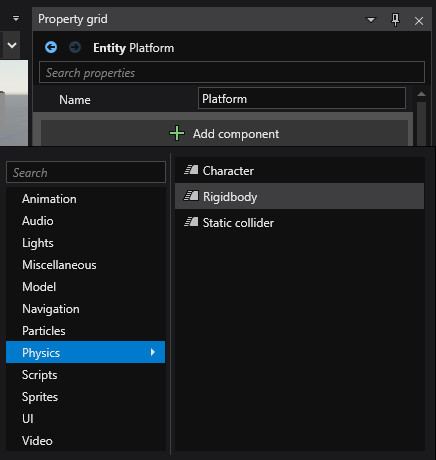 Property grid
Entity Platform
Search properties
Name Platform
Add component
Search
Animation
Audio
Lights
Miscellaneous
Model
Navigation
Particles
Physics
Scripts
Sprites
UI
Video
Character
Rigidbody
Static collider